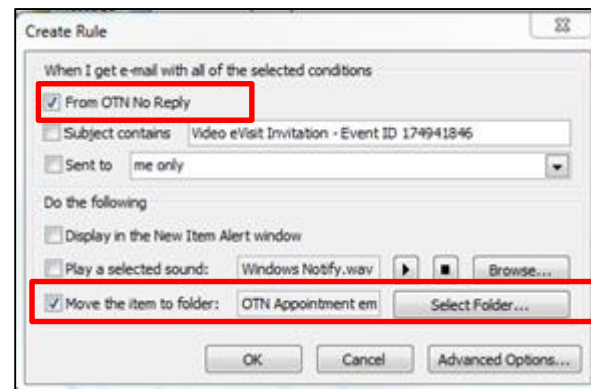 Create Rule
When I get e-mail with all of the selected conditions
From OTN No Reply
Subject contains Video eVisit Invitation - Event ID 174941846
Sent to me only
Do the following
Display in the New Item Alert window
Play a selected sound: Windows Notify.wav Browse...
Move the item to folder: OTN Appointment em Select Folder...
OK Cancel Advanced Options...